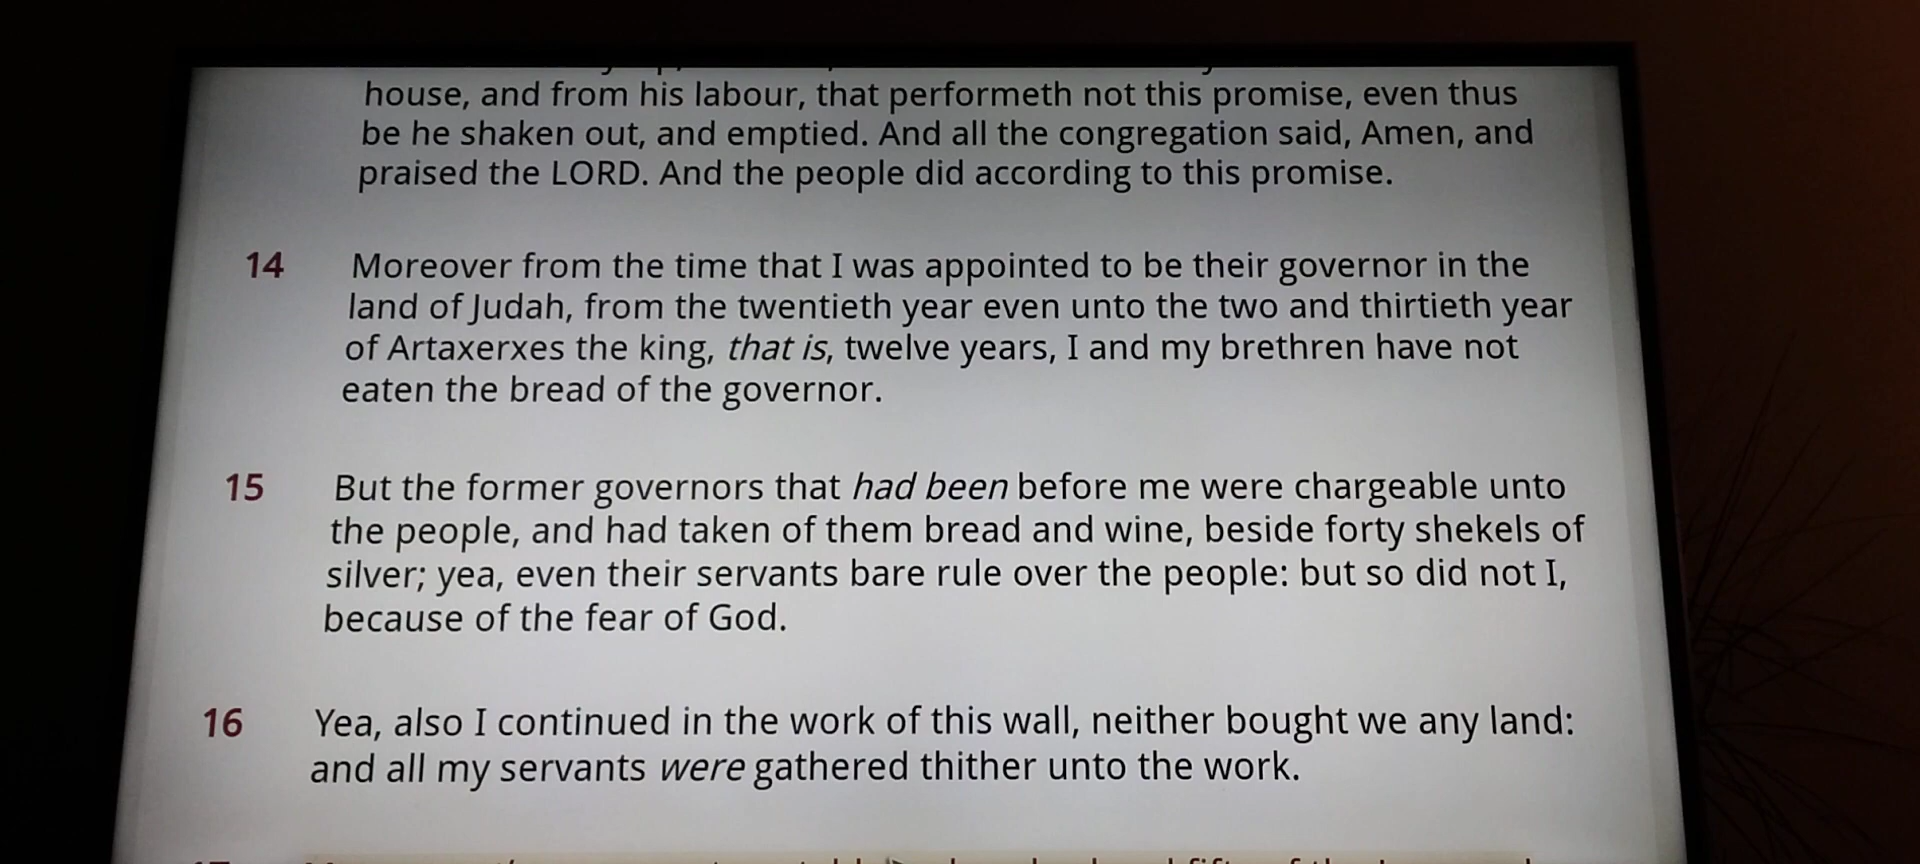 house, and from his labour, that performeth not this promise, even thus
be he shaken out, and emptied. And all the congregation said, Amen, and
praised the LORD. And the people did according to this promise.
14 Moreover from the time that I was appointed to be their governor in the
land of Judah, from the twentieth year even unto the two and thirtieth year
of Artaxerxes the king, that is, twelve years, I and my brethren have not
eaten the bread of the governor.
15 But the former governors that had been before me were chargeable unto
the people, and had taken of them bread and wine, beside forty shekels of
silver; yea, even their servants bare rule over the people: but so did not I,
because of the fear of God.
16 Yea, also I continued in the work of this wall, neither bought we any land:
and all my servants were gathered thither unto the work.